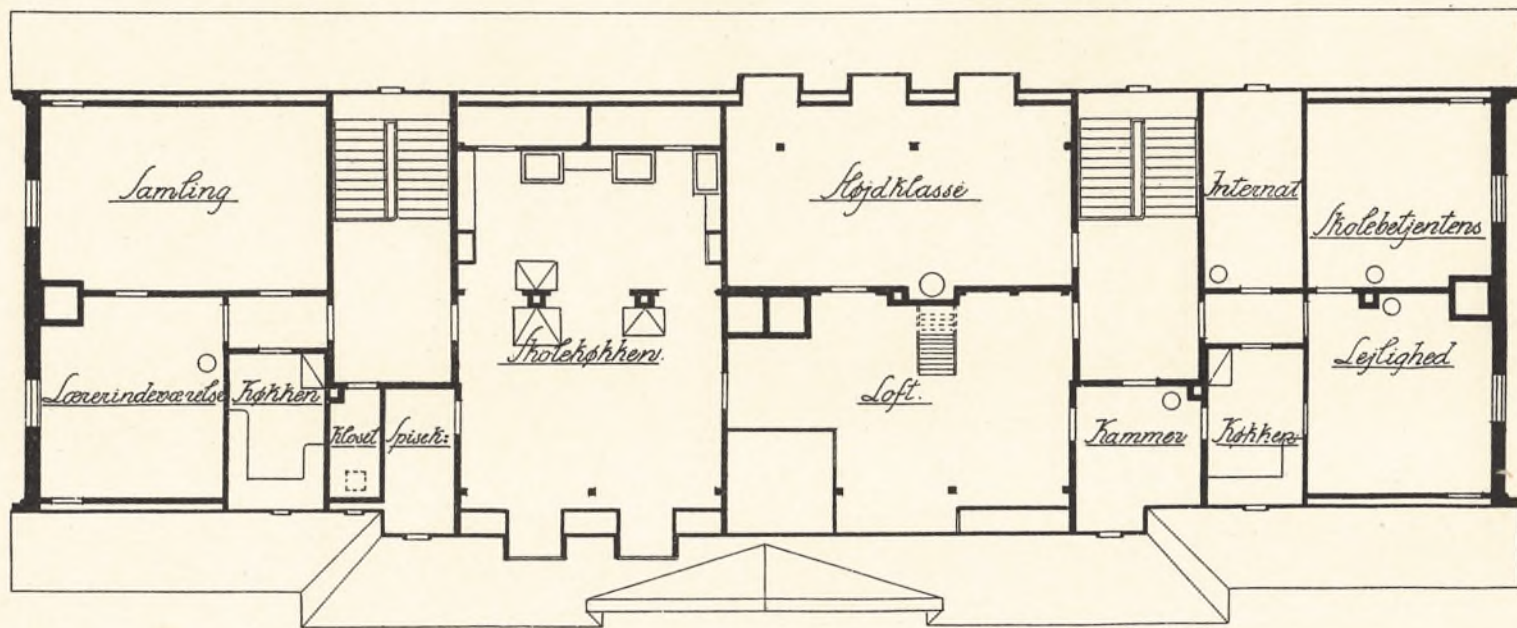 Samling
Højdklasse
Internat
Skolebetjentens
Skolekøkken.
Lærerindeværelse
Køkken
Loft.
Lejlighed
Kloset
Spisek:
Kammer
Køkken